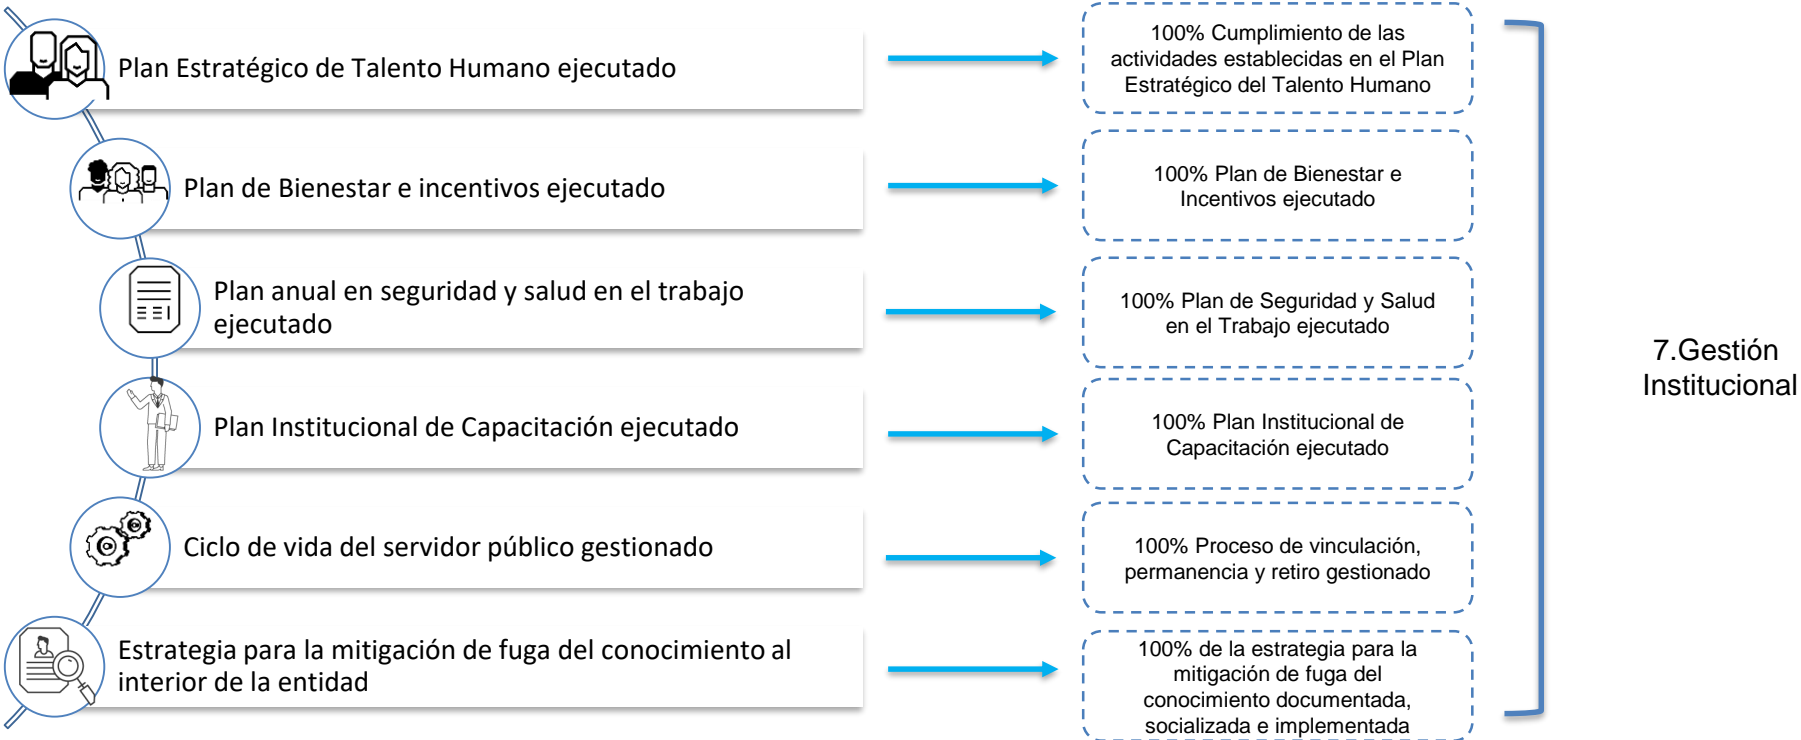 Plan Estratégico de Talento Humano ejecutado
100% Cumplimiento de las
actividades establecidas en el Plan
Estratégico del Talento Humano
Plan de Bienestar e incentivos ejecutado
100% Plan de Bienestar e
Incentivos ejecutado
Plan anual en seguridad y salud en el trabajo
ejecutado
100% Plan de Seguridad y Salud
en el Trabajo ejecutado
Plan Institucional de Capacitación ejecutado
100% Plan Institucional de
Capacitación ejecutado
Ciclo de vida del servidor público gestionado
100% Proceso de vinculación,
permanencia y retiro gestionado
Estrategia para la mitigación de fuga del conocimiento al
interior de la entidad
100% de la estrategia para la
mitigación de fuga del
conocimiento documentada,
socializada e implementada
7.Gestión
Institucional